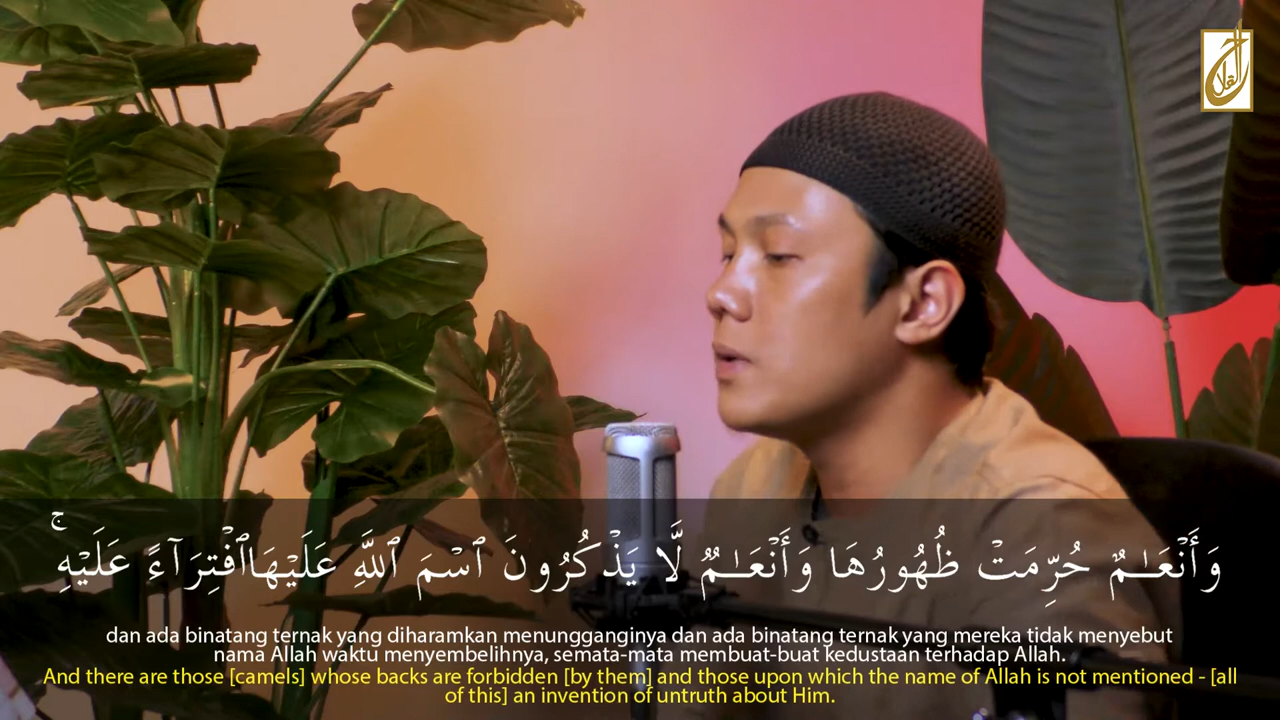 العلا
وَأَنْعَـٰمٌ حُرِّمَتْ ظُهُورُهَا وَأَنْعَـٰمٌ لَّا يَذْكُرُونَ ٱسْمَ ٱللَّهِ عَلَيْهَاٱفْتِرَآءً عَلَيْهِ ۚ
dan ada binatang ternak yang diharamkan menungganginya dan ada binatang ternak yang mereka tidak menyebut
nama Allah waktu menyembelihnya, semata-mata membuat-buat kedustaan terhadap Allah.
And there are those [camels] whose backs are forbidden [by them] and those upon which the name of Allah is not mentioned - [all
of this] an invention of untruth about Him.